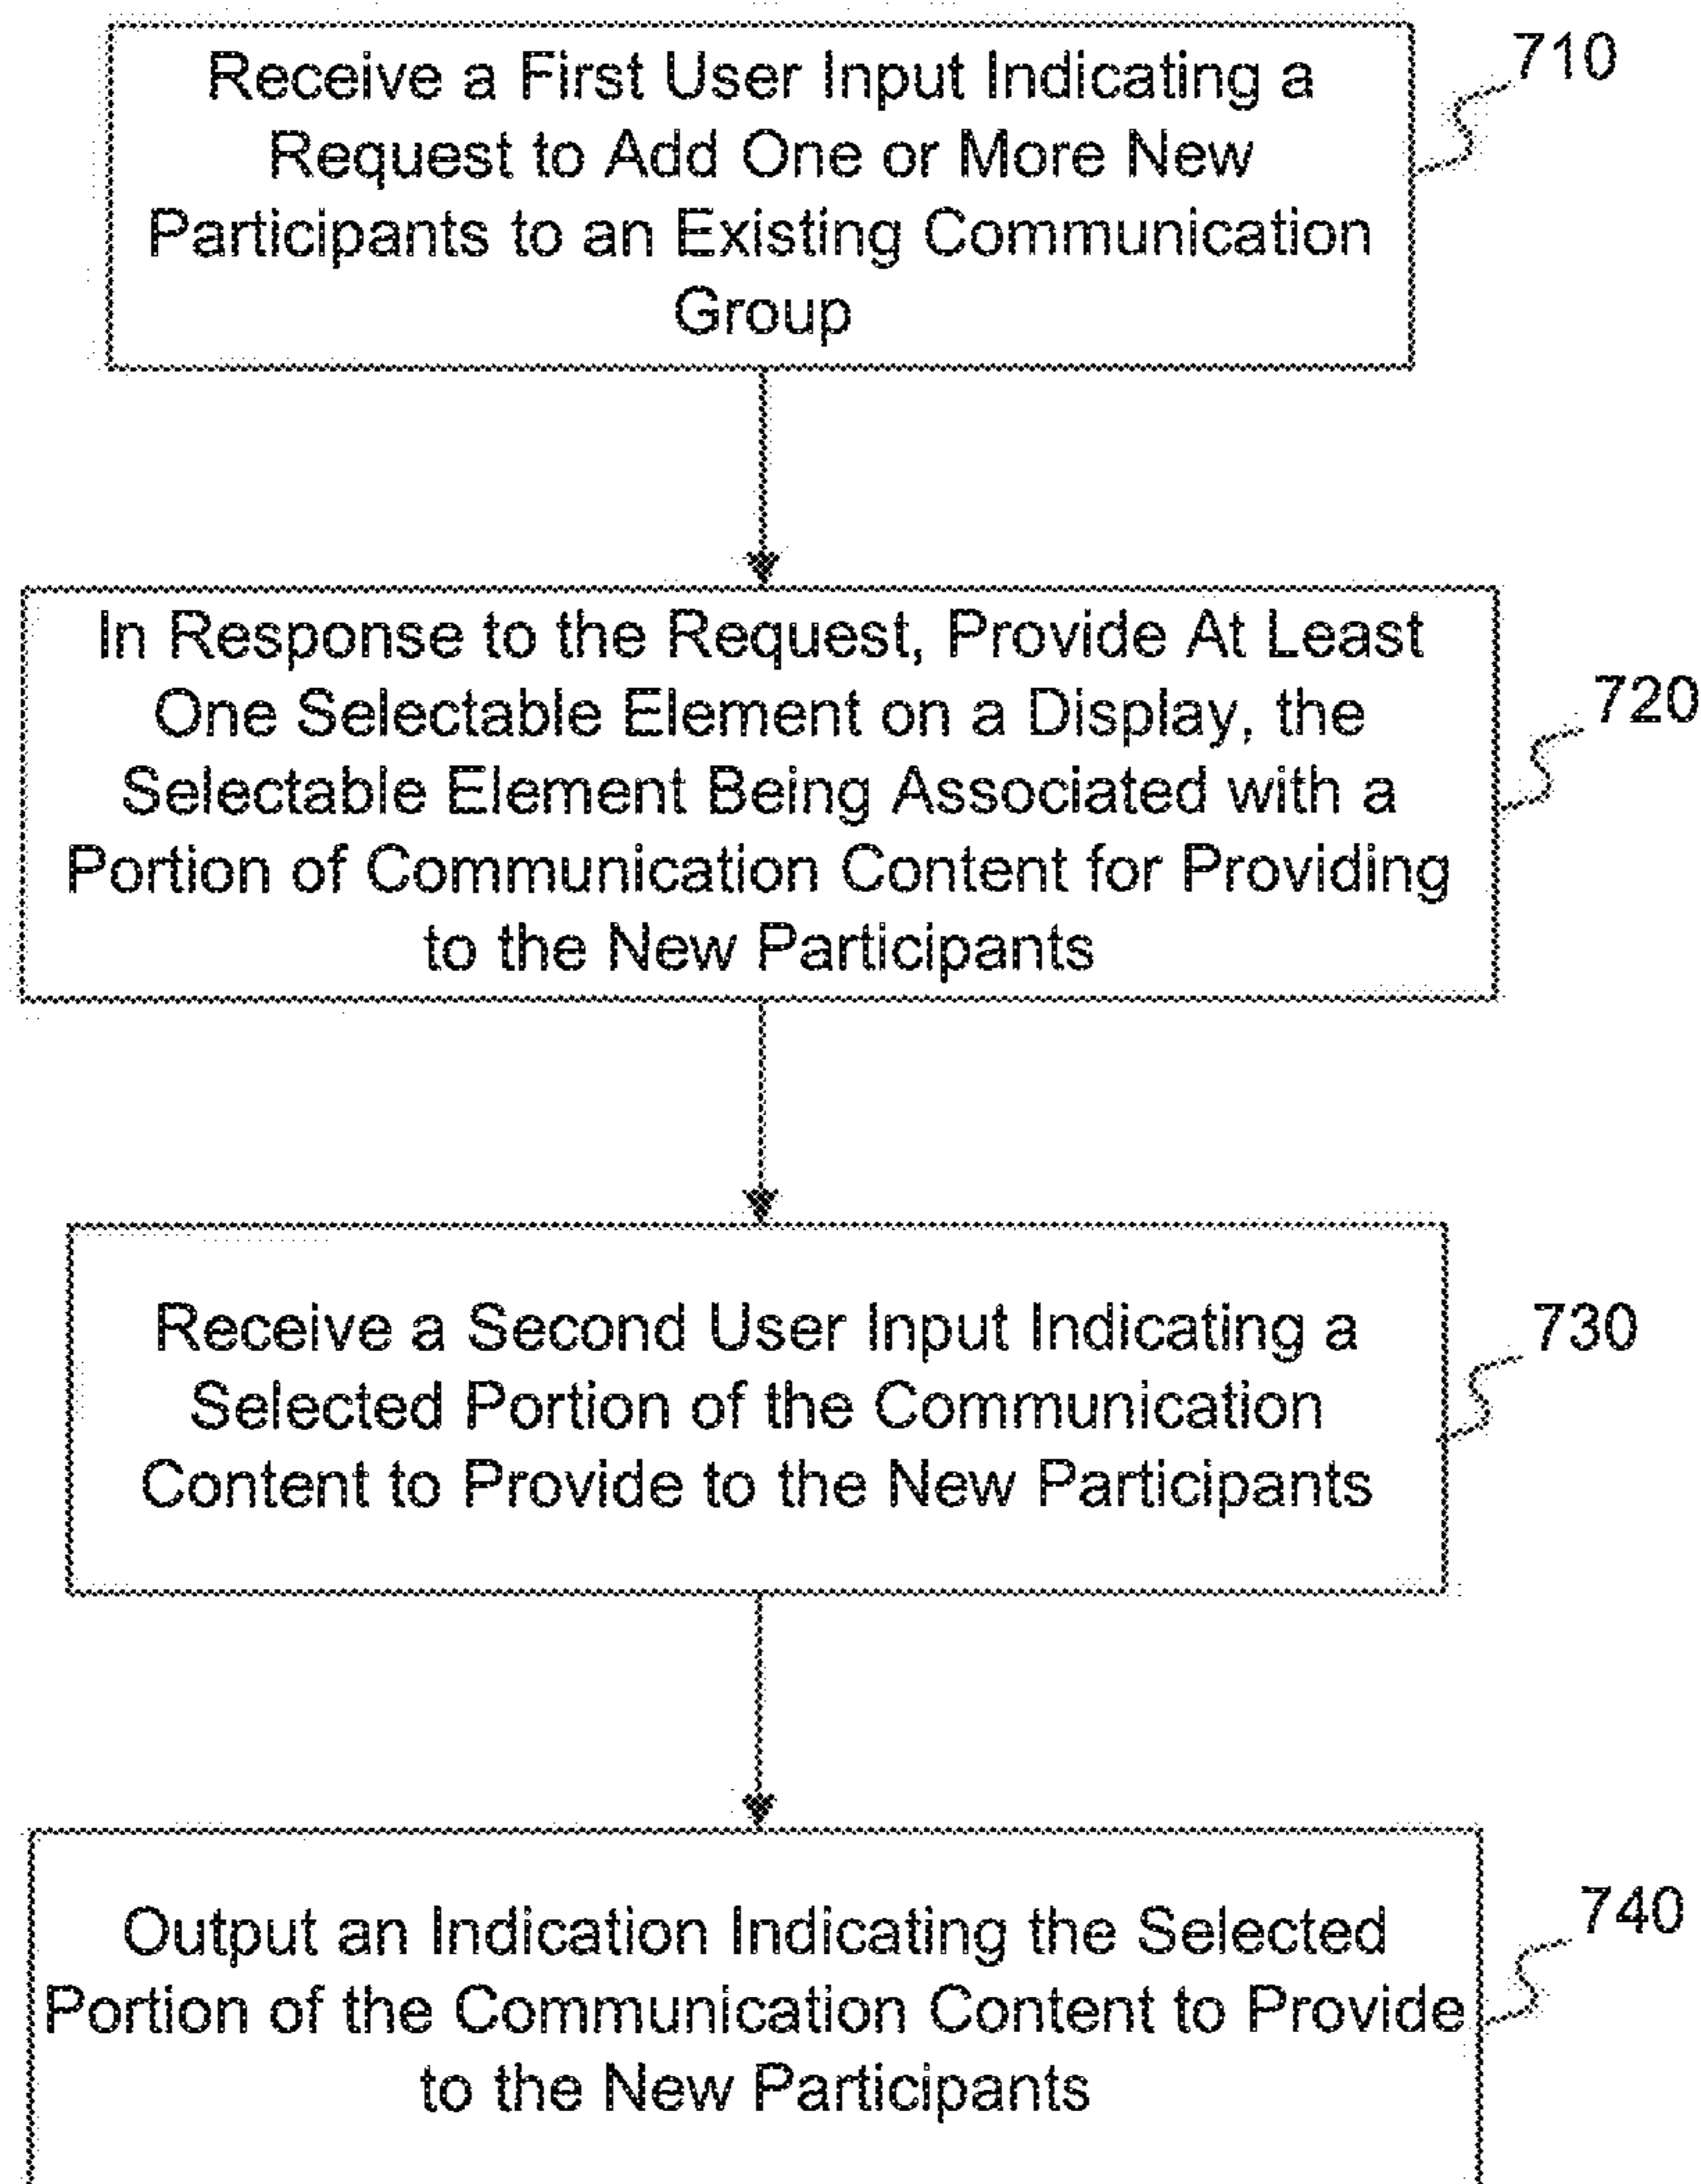 Receive a First User Input Indicating a
Request to Add One or More New
Participants to an Existing Communication
Group
710
In Response to the Request, Provide At Least
One Selectable Element on a Display, the
Selectable Element Being Associated with a
Portion of Communication Content for Providing
to the New Participants
720
Receive a Second User Input Indicating a
Selected Portion of the Communication
Content to Provide to the New Participants
730
Output an Indication Indicating the Selected
Portion of the Communication Content to Provide
to the New Participants
740